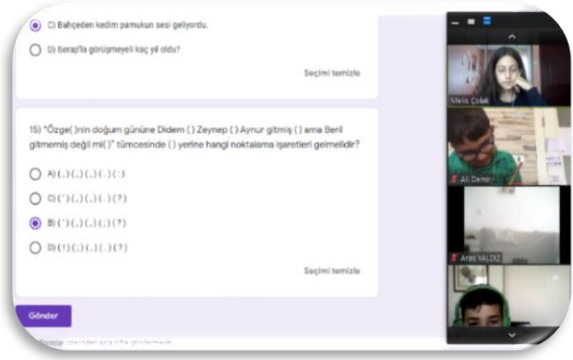 C) Bahçeden kedim pamukun sesi geliyordu.
D) Serap'la görüşmeyeli kaç yıl oldu?
Seçimi temizle
15) "Özge( )nin doğum gününe Didem ( ) Zeynep ( ) Aynur gitmiş ( ) ama Beril
gitmemiş değil mi( )" tümcesinde ( ) yerine hangi noktalama işaretleri gelmelidir?
A)
C)
B)
D)
Seçimi temizle
Gönder
Melis Çolak
Ali Demir
Aras YALDIZ